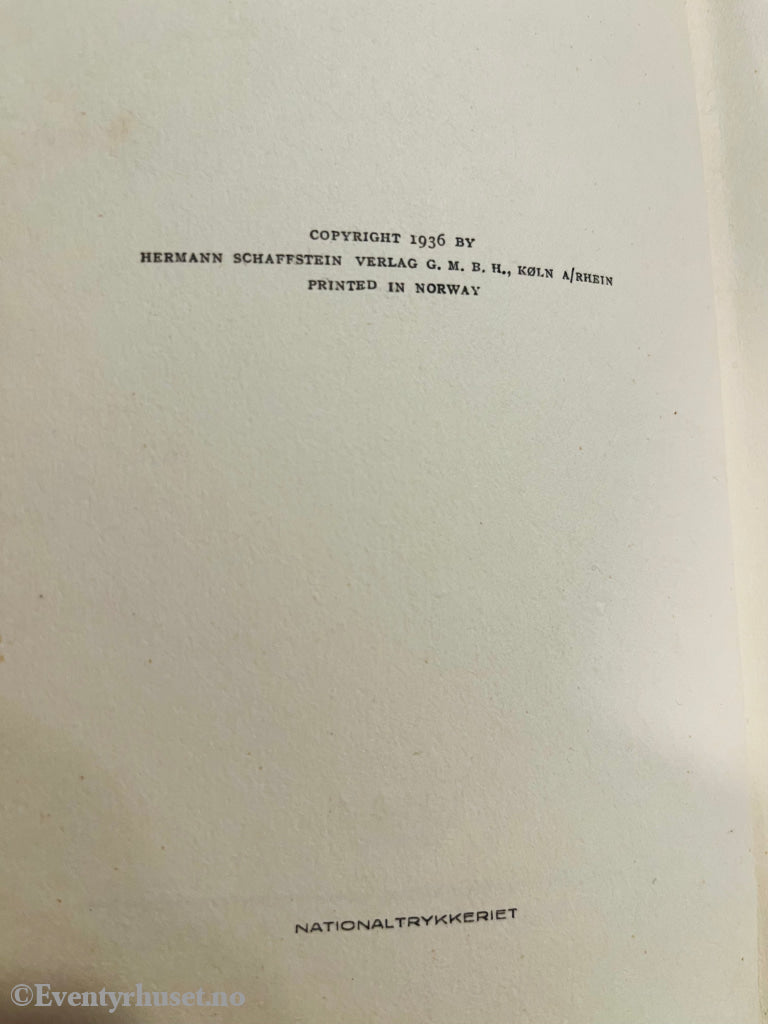 COPYRIGHT 1936 BY
HERMANN SCHAFFSTEIN VERLAG G. M. B. H., KØLN A/RHEIN
PRINTED IN NORWAY
NATIONALTRYKKERIET
©Eventyrhuset.no